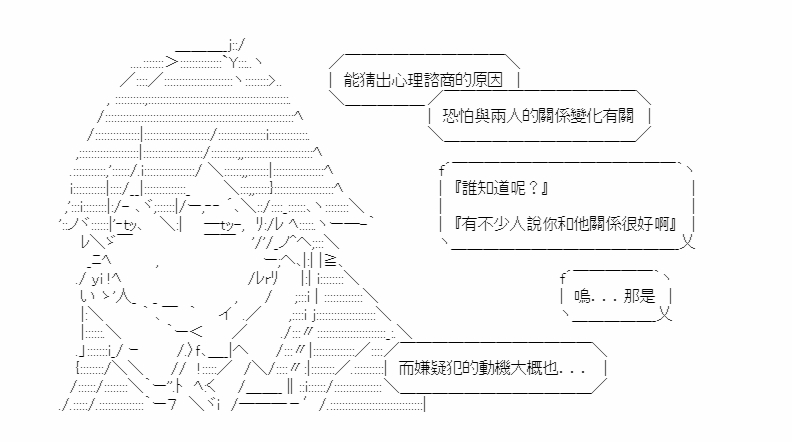 能猜出心理諮商的原因
恐怕與兩人的關係變化有關
『誰知道呢？』
『有不少人說你和他關係很好啊』
嗚．．．那是
而嫌疑犯的動機大概也．．．